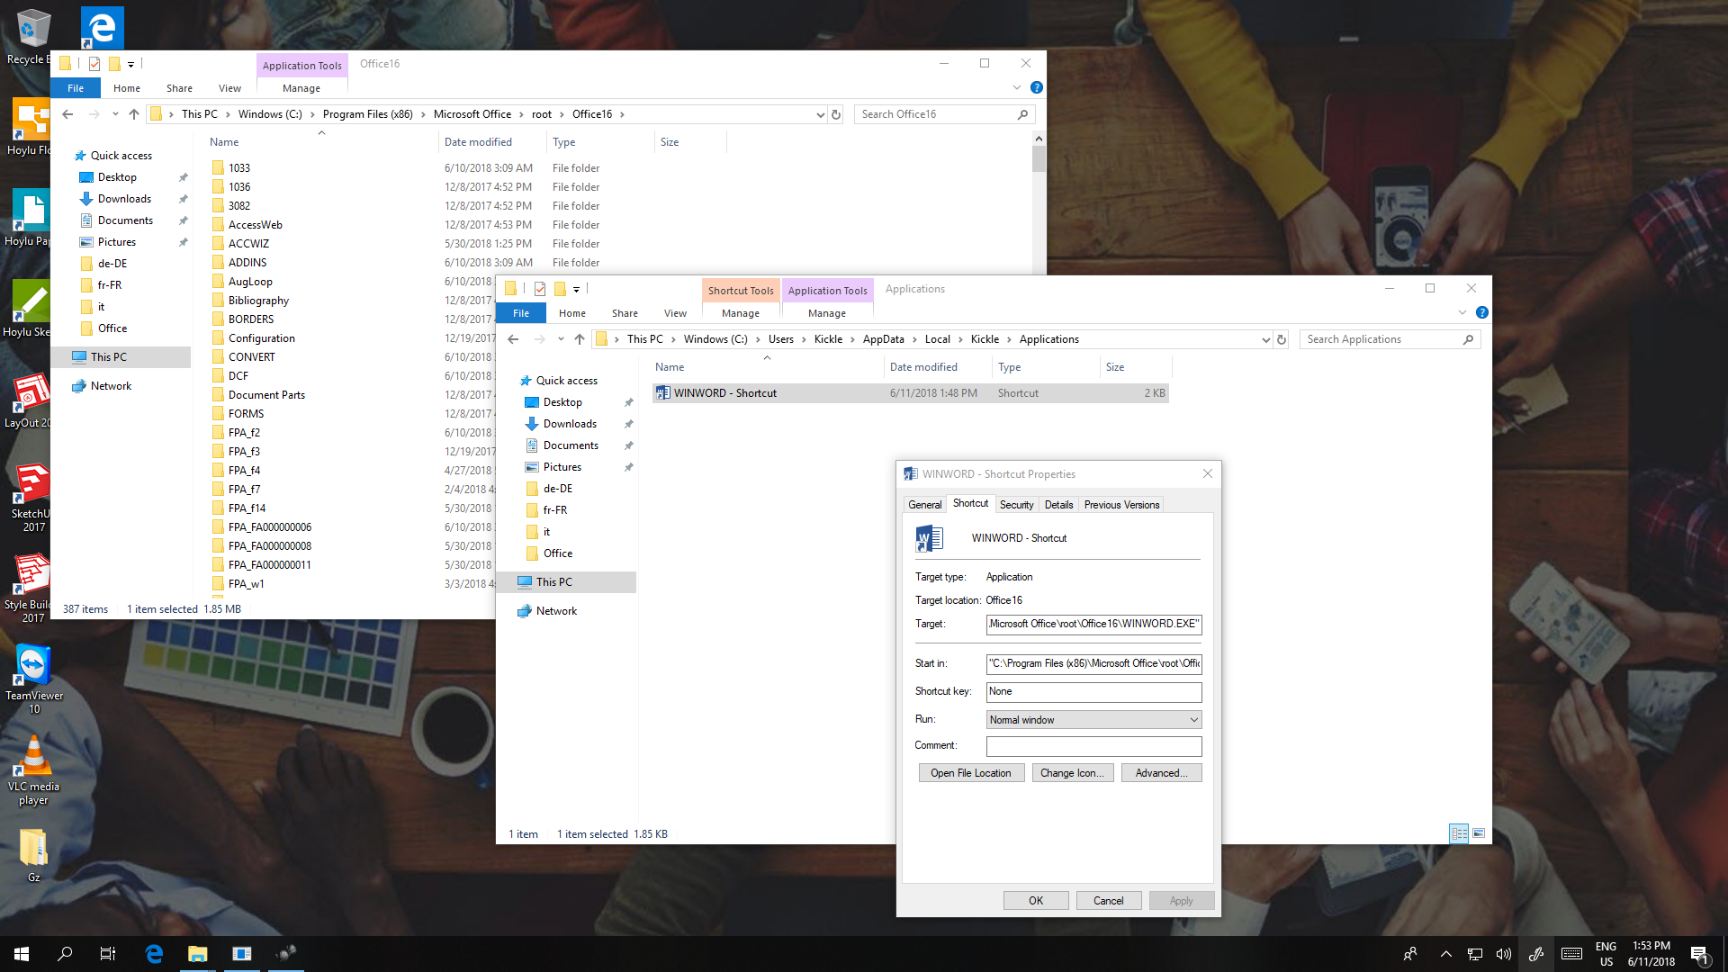 Recycle B
Hoylu Flo
Hoylu Pap
Hoylu Ske
LayOut 20
SketchU
2017
Style Buil
2017
TeamViewer
10
VLC media
player
Gz
Application Tools
Office16
File
Home
Share
View
Manage
This PC
Windows (C:)
Program Files (x86)
Microsoft Office
root
Office16
Search Office16
Quick access
Desktop
Downloads
Documents
Pictures
de-DE
fr-FR
it
Office
This PC
Network
Name Date modified Type Size
1033 6/10/2018 3:09 AM File folder
1036 12/8/2017 4:52 PM File folder
3082 12/8/2017 4:52 PM File folder
AccessWeb 12/8/2017 4:53 PM File folder
ACCWIZ 5/30/2018 1:25 PM File folder
ADDINS 6/10/2018 3:09 AM File folder
AugLoop 6/10/2018
Bibliography 12/8/2017
BORDERS 12/8/2017
Configuration 12/19/2017
CONVERT 6/10/2018
DCF 6/10/2018
Document Parts 12/8/2017
FORMS 12/8/2017
FPA_f2 6/10/2018
FPA_f3 12/19/2017
FPA_f4 4/27/2018
FPA_f7 2/4/2018 4:
FPA_f14 5/30/2018
FPA_FA000000006 6/10/2018
FPA_FA000000008 5/30/2018
FPA_FA000000011 5/30/2018
FPA_w1 3/3/2018 4:
387 items 1 item selected 1.85 MB
Shortcut Tools
Application Tools
Applications
File
Home
Share
View
Manage
Manage
This PC
Windows (C:)
Users
Kickle
AppData
Local
Kickle
Applications
Search Applications
Quick access
Desktop
Downloads
Documents
Pictures
de-DE
fr-FR
it
Office
This PC
Network
Name Date modified Type Size
WINWORD - Shortcut 6/11/2018 1:48 PM Shortcut 2 KB
1 item 1 item selected 1.85 KB
WINWORD - Shortcut Properties
General Shortcut Security Details Previous Versions
WINWORD - Shortcut
Target type: Application
Target location: Office16
Target: Microsoft Office\root\Office16\WINWORD.EXE"
Start in: "C:\Program Files (x86)\Microsoft Office\root\Offic
Shortcut key: None
Run: Normal window
Comment:
Open File Location Change Icon... Advanced...
OK Cancel Apply
ENG
US
1:53 PM
6/11/2018
1